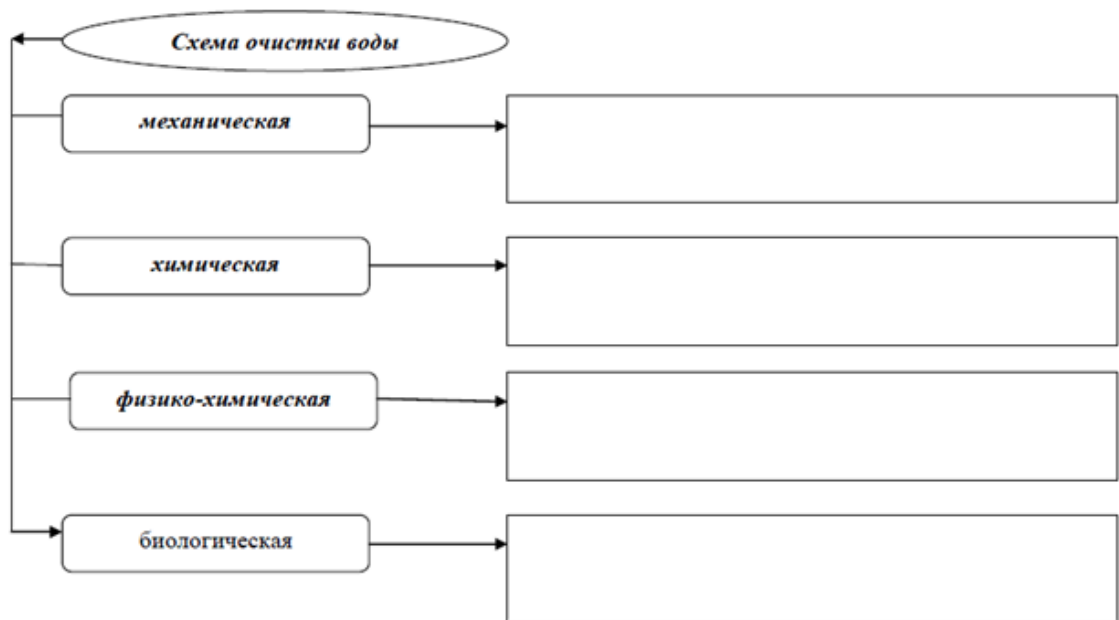 Схема очистки воды
механическая
химическая
физико-химическая
биологическая